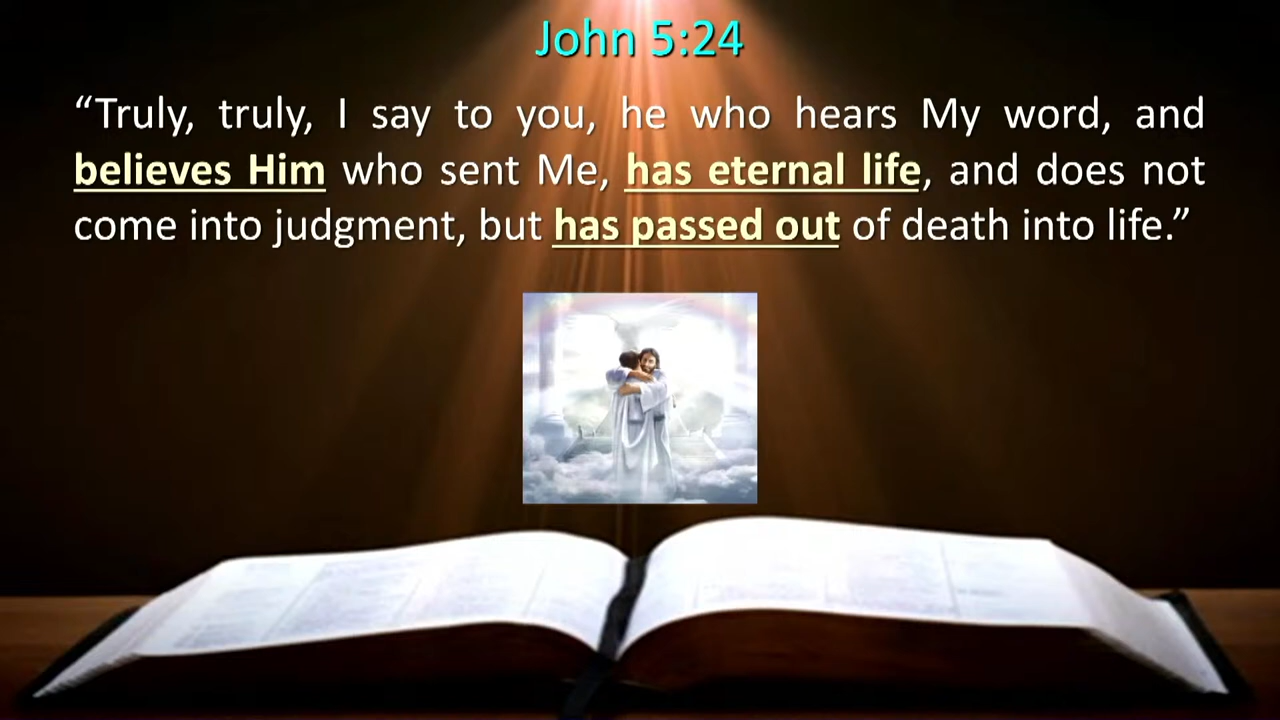 John 5:24
“Truly, truly, I say to you, he who hears My word, and
believes Him who sent Me, has eternal life, and does not
come into judgment, but has passed out of death into life.”